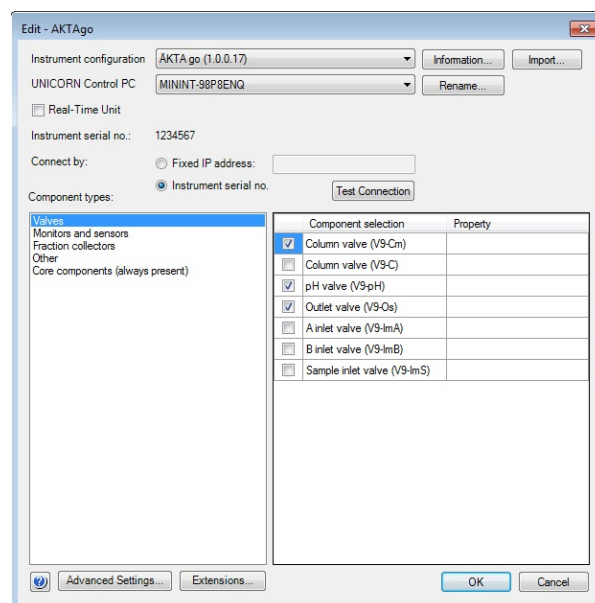 Edit - AKTAgo
Instrument configuration ÄKTA go (1.0.0.17) Information... Import...
UNICORN Control PC MININT-98P8ENQ Rename...
Real-Time Unit
Instrument serial no.: 1234567
Connect by: Fixed IP address:
Instrument serial no. Test Connection
Component types:
Valves
Monitors and sensors
Fraction collectors
Other
Core components (always present)
Component selection Property
Column valve (V9-Cm)
Column valve (V9-C)
pH valve (V9-pH)
Outlet valve (V9-Os)
A inlet valve (V9-ImA)
B inlet valve (V9-ImB)
Sample inlet valve (V9-ImS)
Advanced Settings... Extensions... OK Cancel